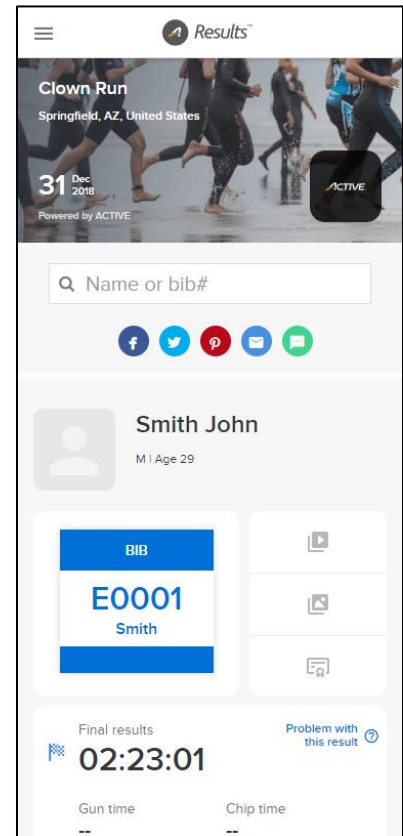 Results™
Clown Run
Springfield, AZ, United States
31 Dec 2018
Powered by ACTIVE
ACTIVE
Name or bib#
Smith John
M | Age 29
BIB
E0001
Smith
Final results
Problem with this result
02:23:01
Gun time Chip time
-- --